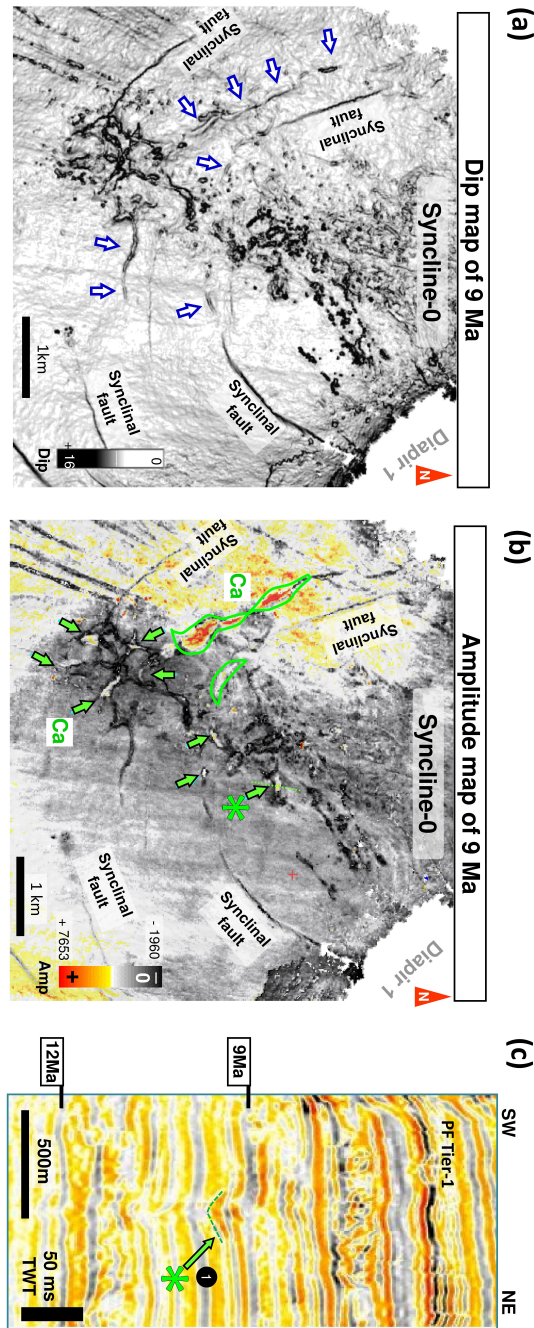 (a)
Dip map of 9 Ma
Syncline-0
Synclinal
fault
Synclinal
fault
Synclinal
fault
Synclinal
fault
Diapir 1
N
1km
0
+ 16
Dip
(b)
Amplitude map of 9 Ma
Syncline-0
Synclinal
fault
Synclinal
fault
Ca
Ca
Synclinal
fault
Synclinal
fault
Diapir 1
N
1 km
- 1960
+ 7653
0
+
Amp
(c)
SW
NE
PF Tier-1
9Ma
12Ma
1
500m
50 ms
TWT